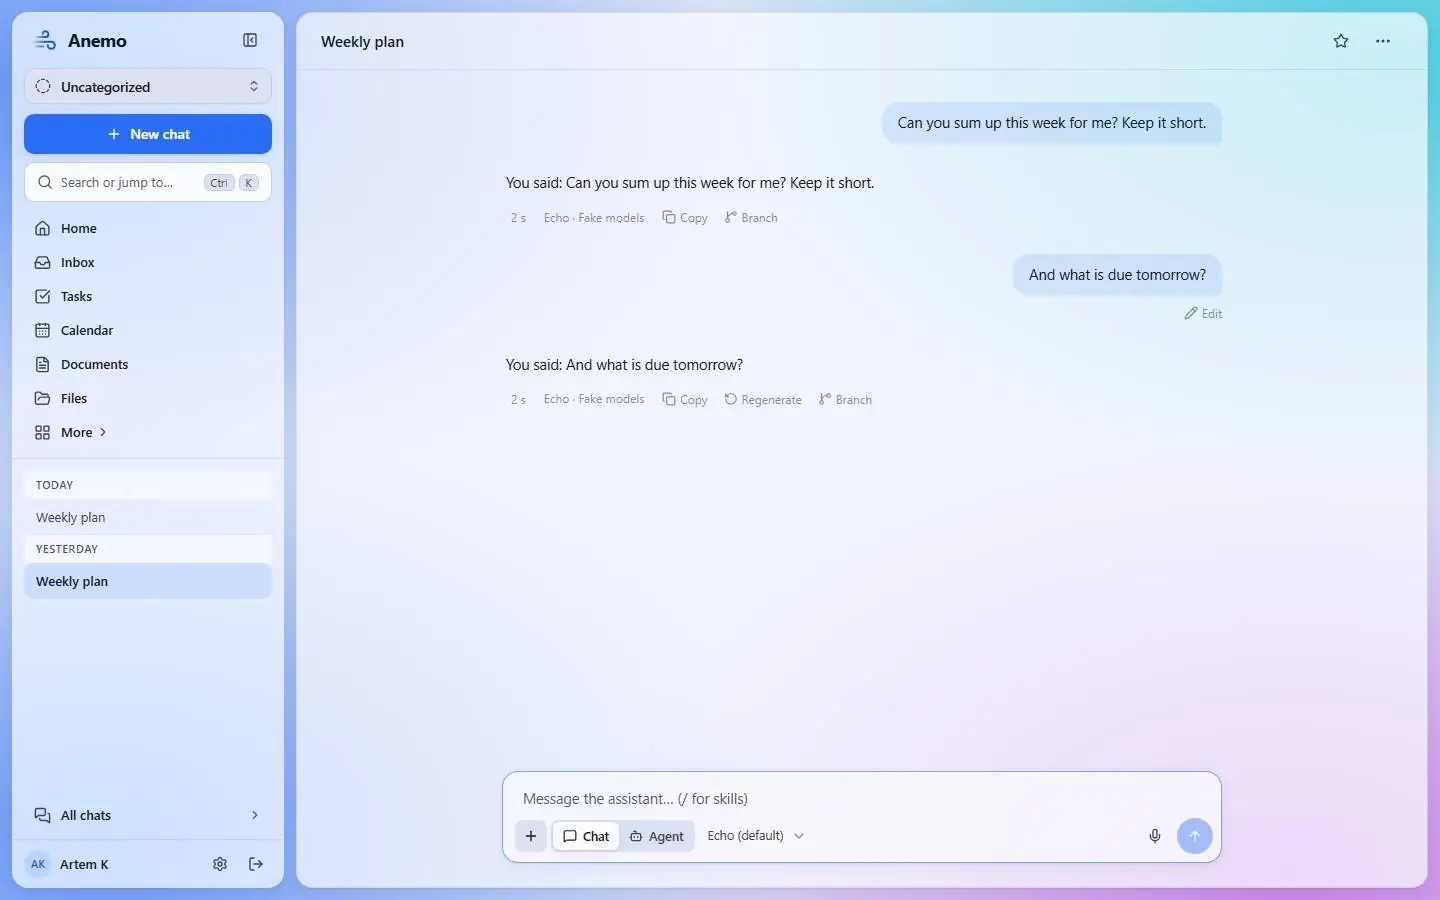 Anemo
Uncategorized
New chat
Search or jump to... Ctrl K
Home
Inbox
Tasks
Calendar
Documents
Files
More
TODAY
Weekly plan
YESTERDAY
Weekly plan
All chats
AK Artem K
Weekly plan
Can you sum up this week for me? Keep it short.
You said: Can you sum up this week for me? Keep it short.
2 s Echo · Fake models Copy Branch
And what is due tomorrow?
Edit
You said: And what is due tomorrow?
2 s Echo · Fake models Copy Regenerate Branch
Message the assistant... (/ for skills)
Chat Agent Echo (default)